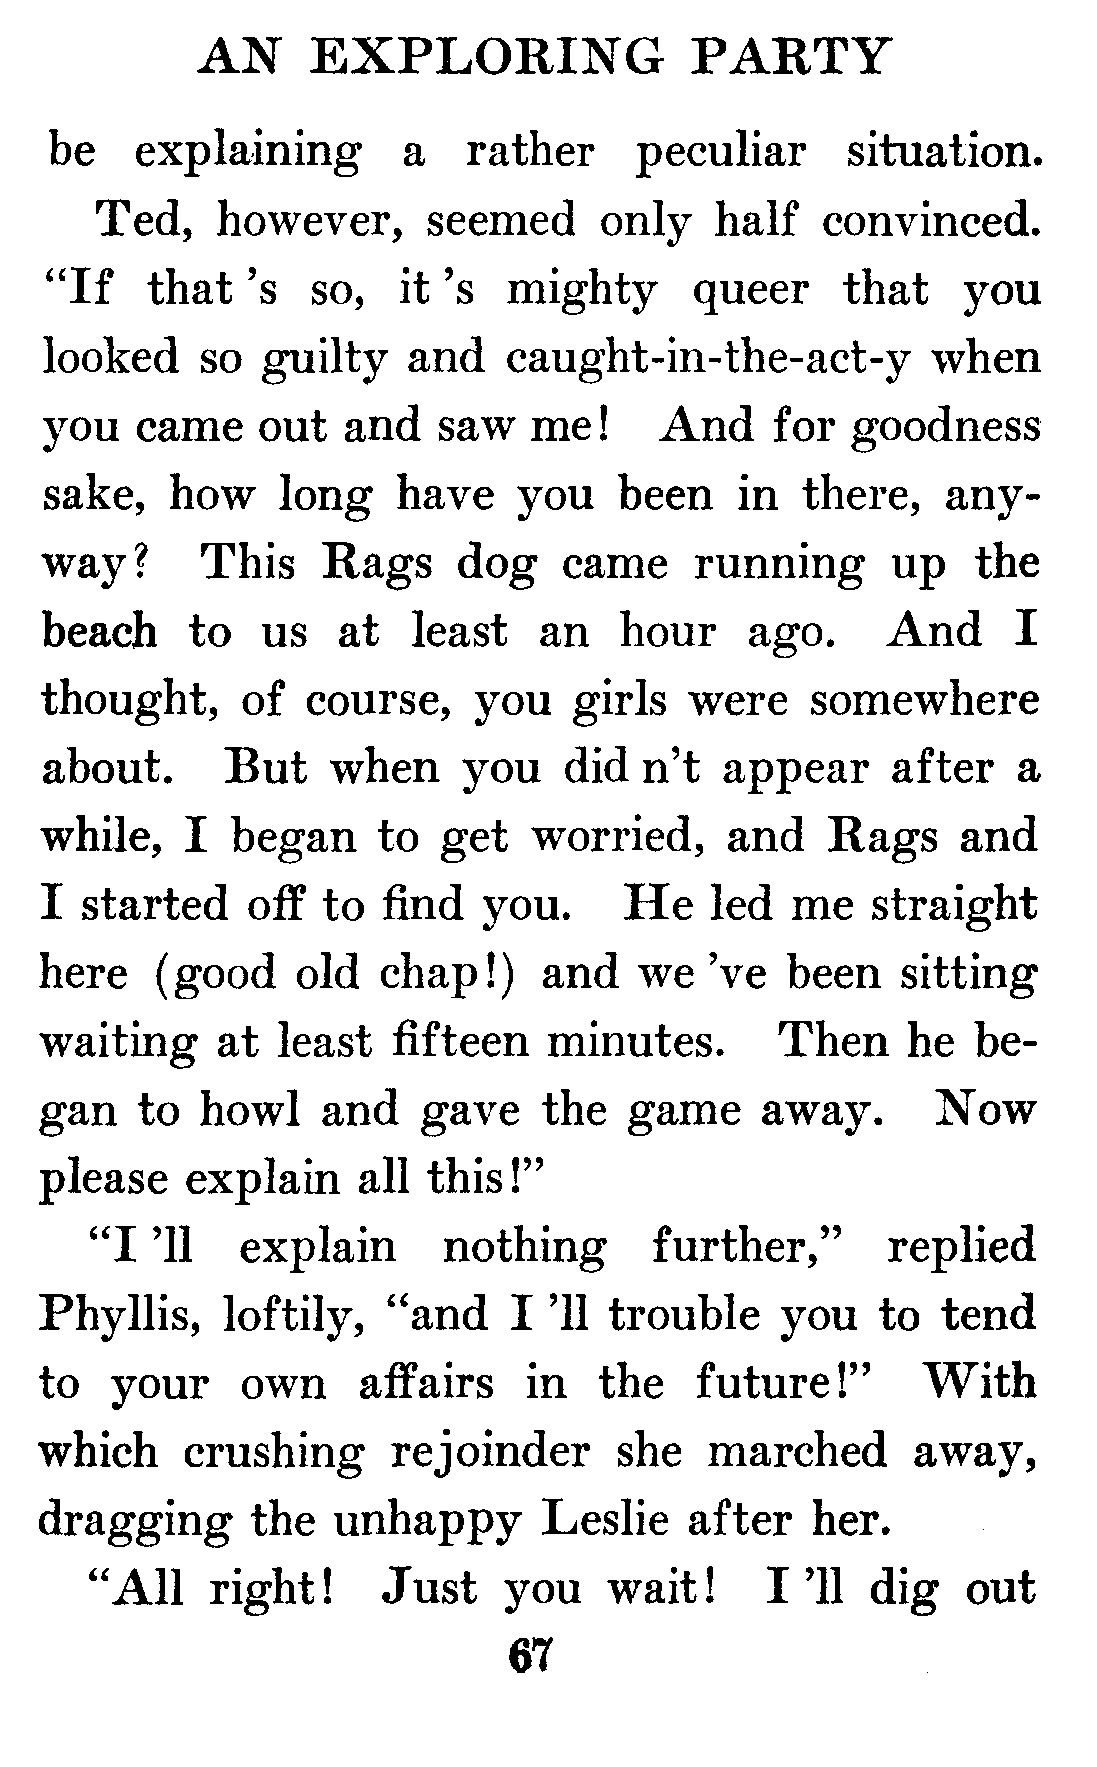 AN EXPLORING PARTY
be explaining a rather peculiar situation.
Ted, however, seemed only half convinced.
“If that ’s so, it ’s mighty queer that you
looked so guilty and caught-in-the-act-y when
you came out and saw me! And for goodness
sake, how long have you been in there, any-
way? This Rags dog came running up the
beach to us at least an hour ago. And I
thought, of course, you girls were somewhere
about. But when you did n’t appear after a
while, I began to get worried, and Rags and
I started off to find you. He led me straight
here (good old chap!) and we ’ve been sitting
waiting at least fifteen minutes. Then he be-
gan to howl and gave the game away. Now
please explain all this!”
“I ’ll explain nothing further,” replied
Phyllis, loftily, “and I ’ll trouble you to tend
to your own affairs in the future!” With
which crushing rejoinder she marched away,
dragging the unhappy Leslie after her.
“All right! Just you wait! I ’ll dig out
67